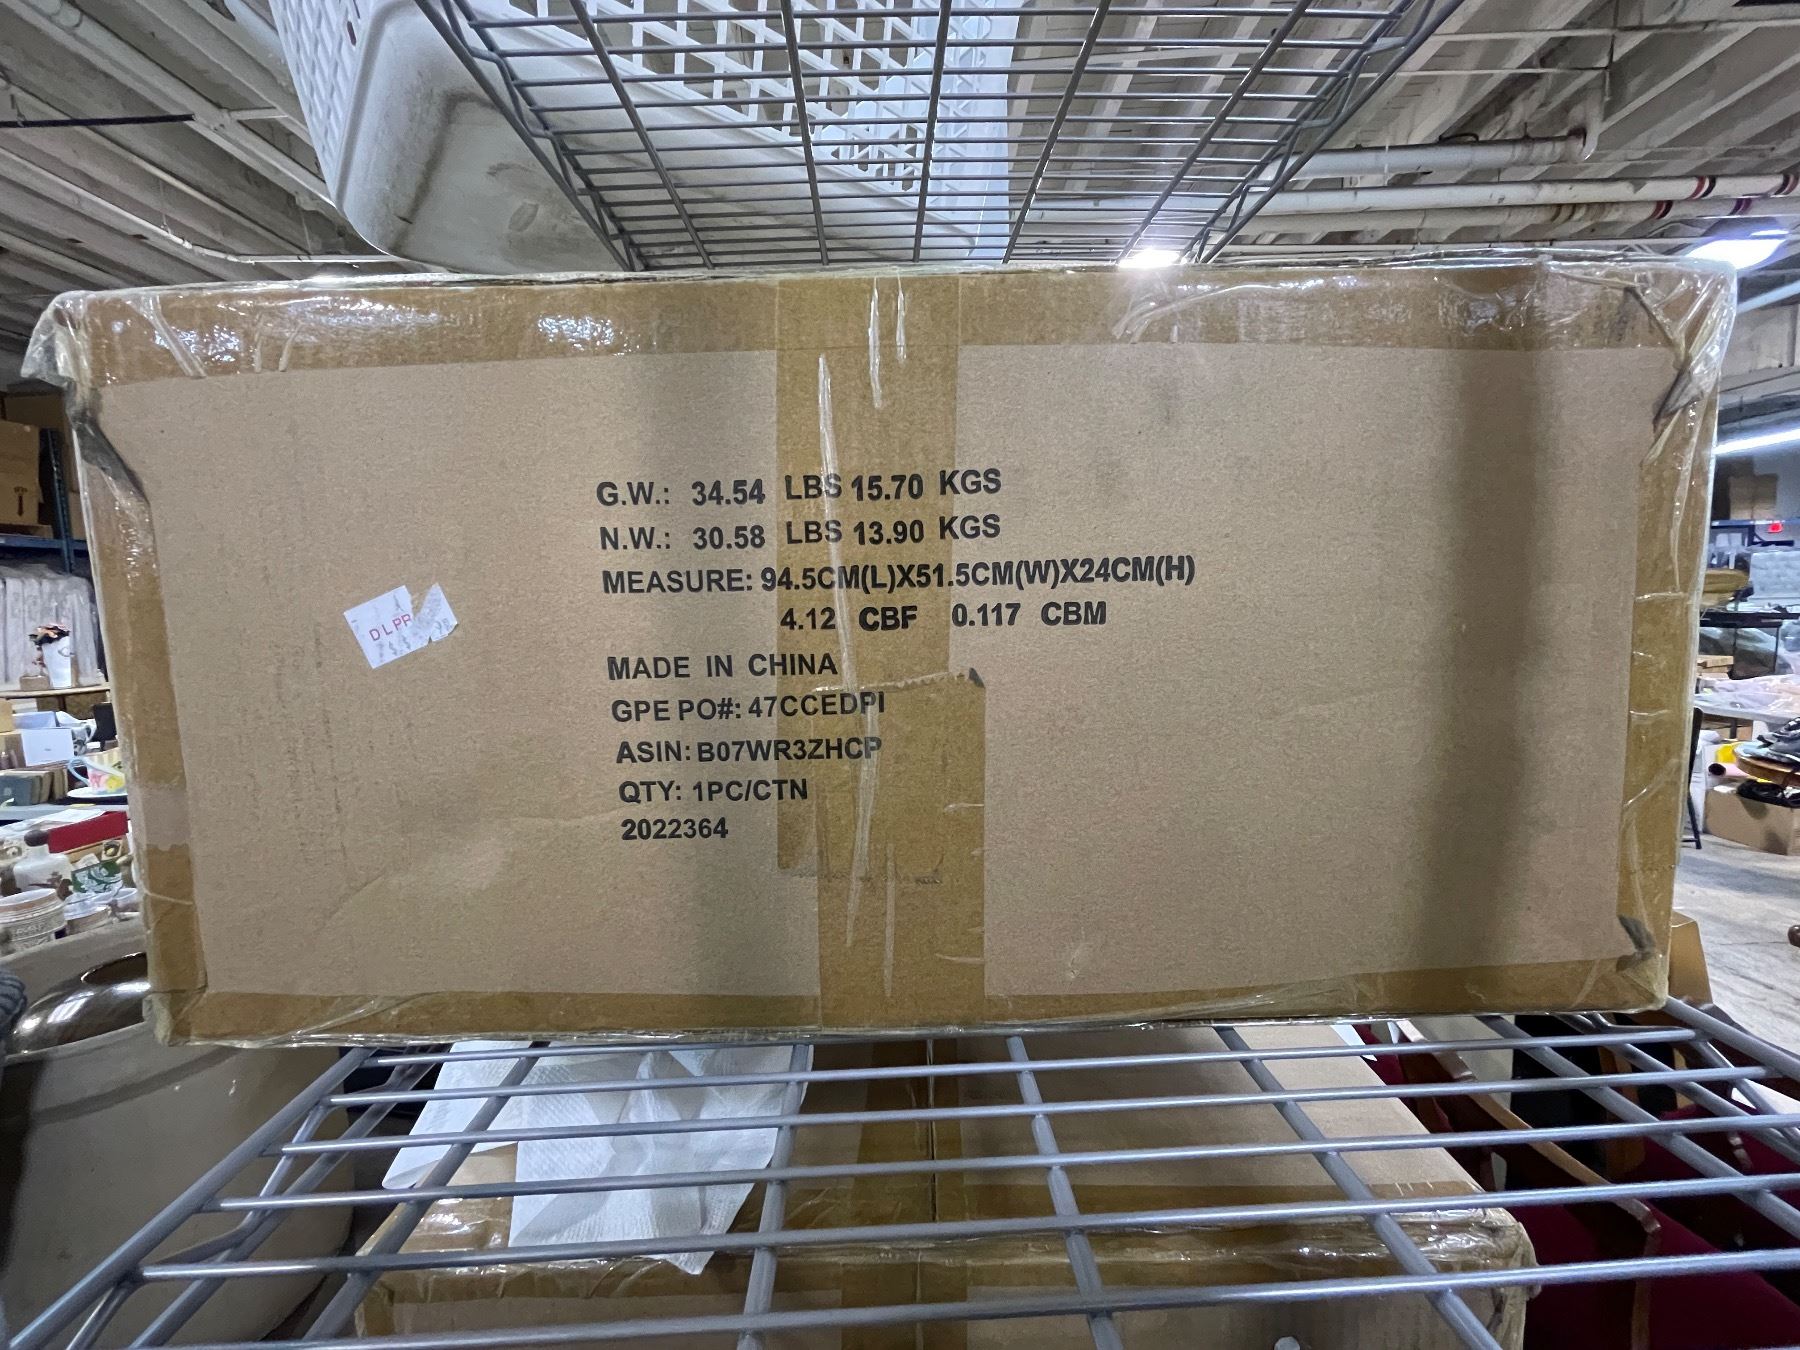 G.W.: 34.54 LBS 15.70 KGS
N.W.: 30.58 LBS 13.90 KGS
MEASURE: 94.5CM(L)X51.5CM(W)X24CM(H)
4.12 CBF 0.117 CBM
DLPP
MADE IN CHINA
GPE PO#: 47CCEDPI
ASIN: B07WR3ZHCP
QTY: 1PC/CTN
2022364